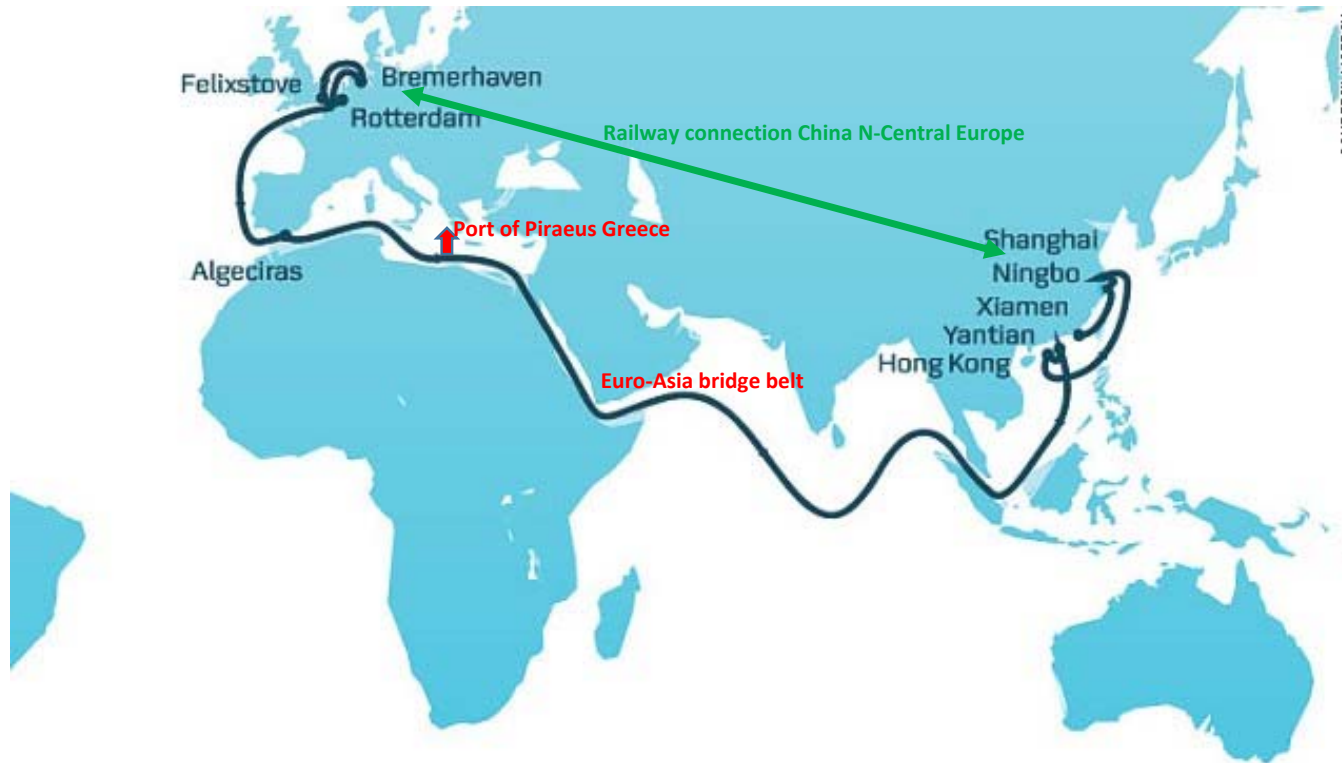 Felixstove
Bremerhaven
Rotterdam
Railway connection China N-Central Europe
Port of Piraeus Greece
Algeciras
Shanghai
Ningbo
Xiamen
Yantian
Hong Kong
Euro-Asia bridge belt